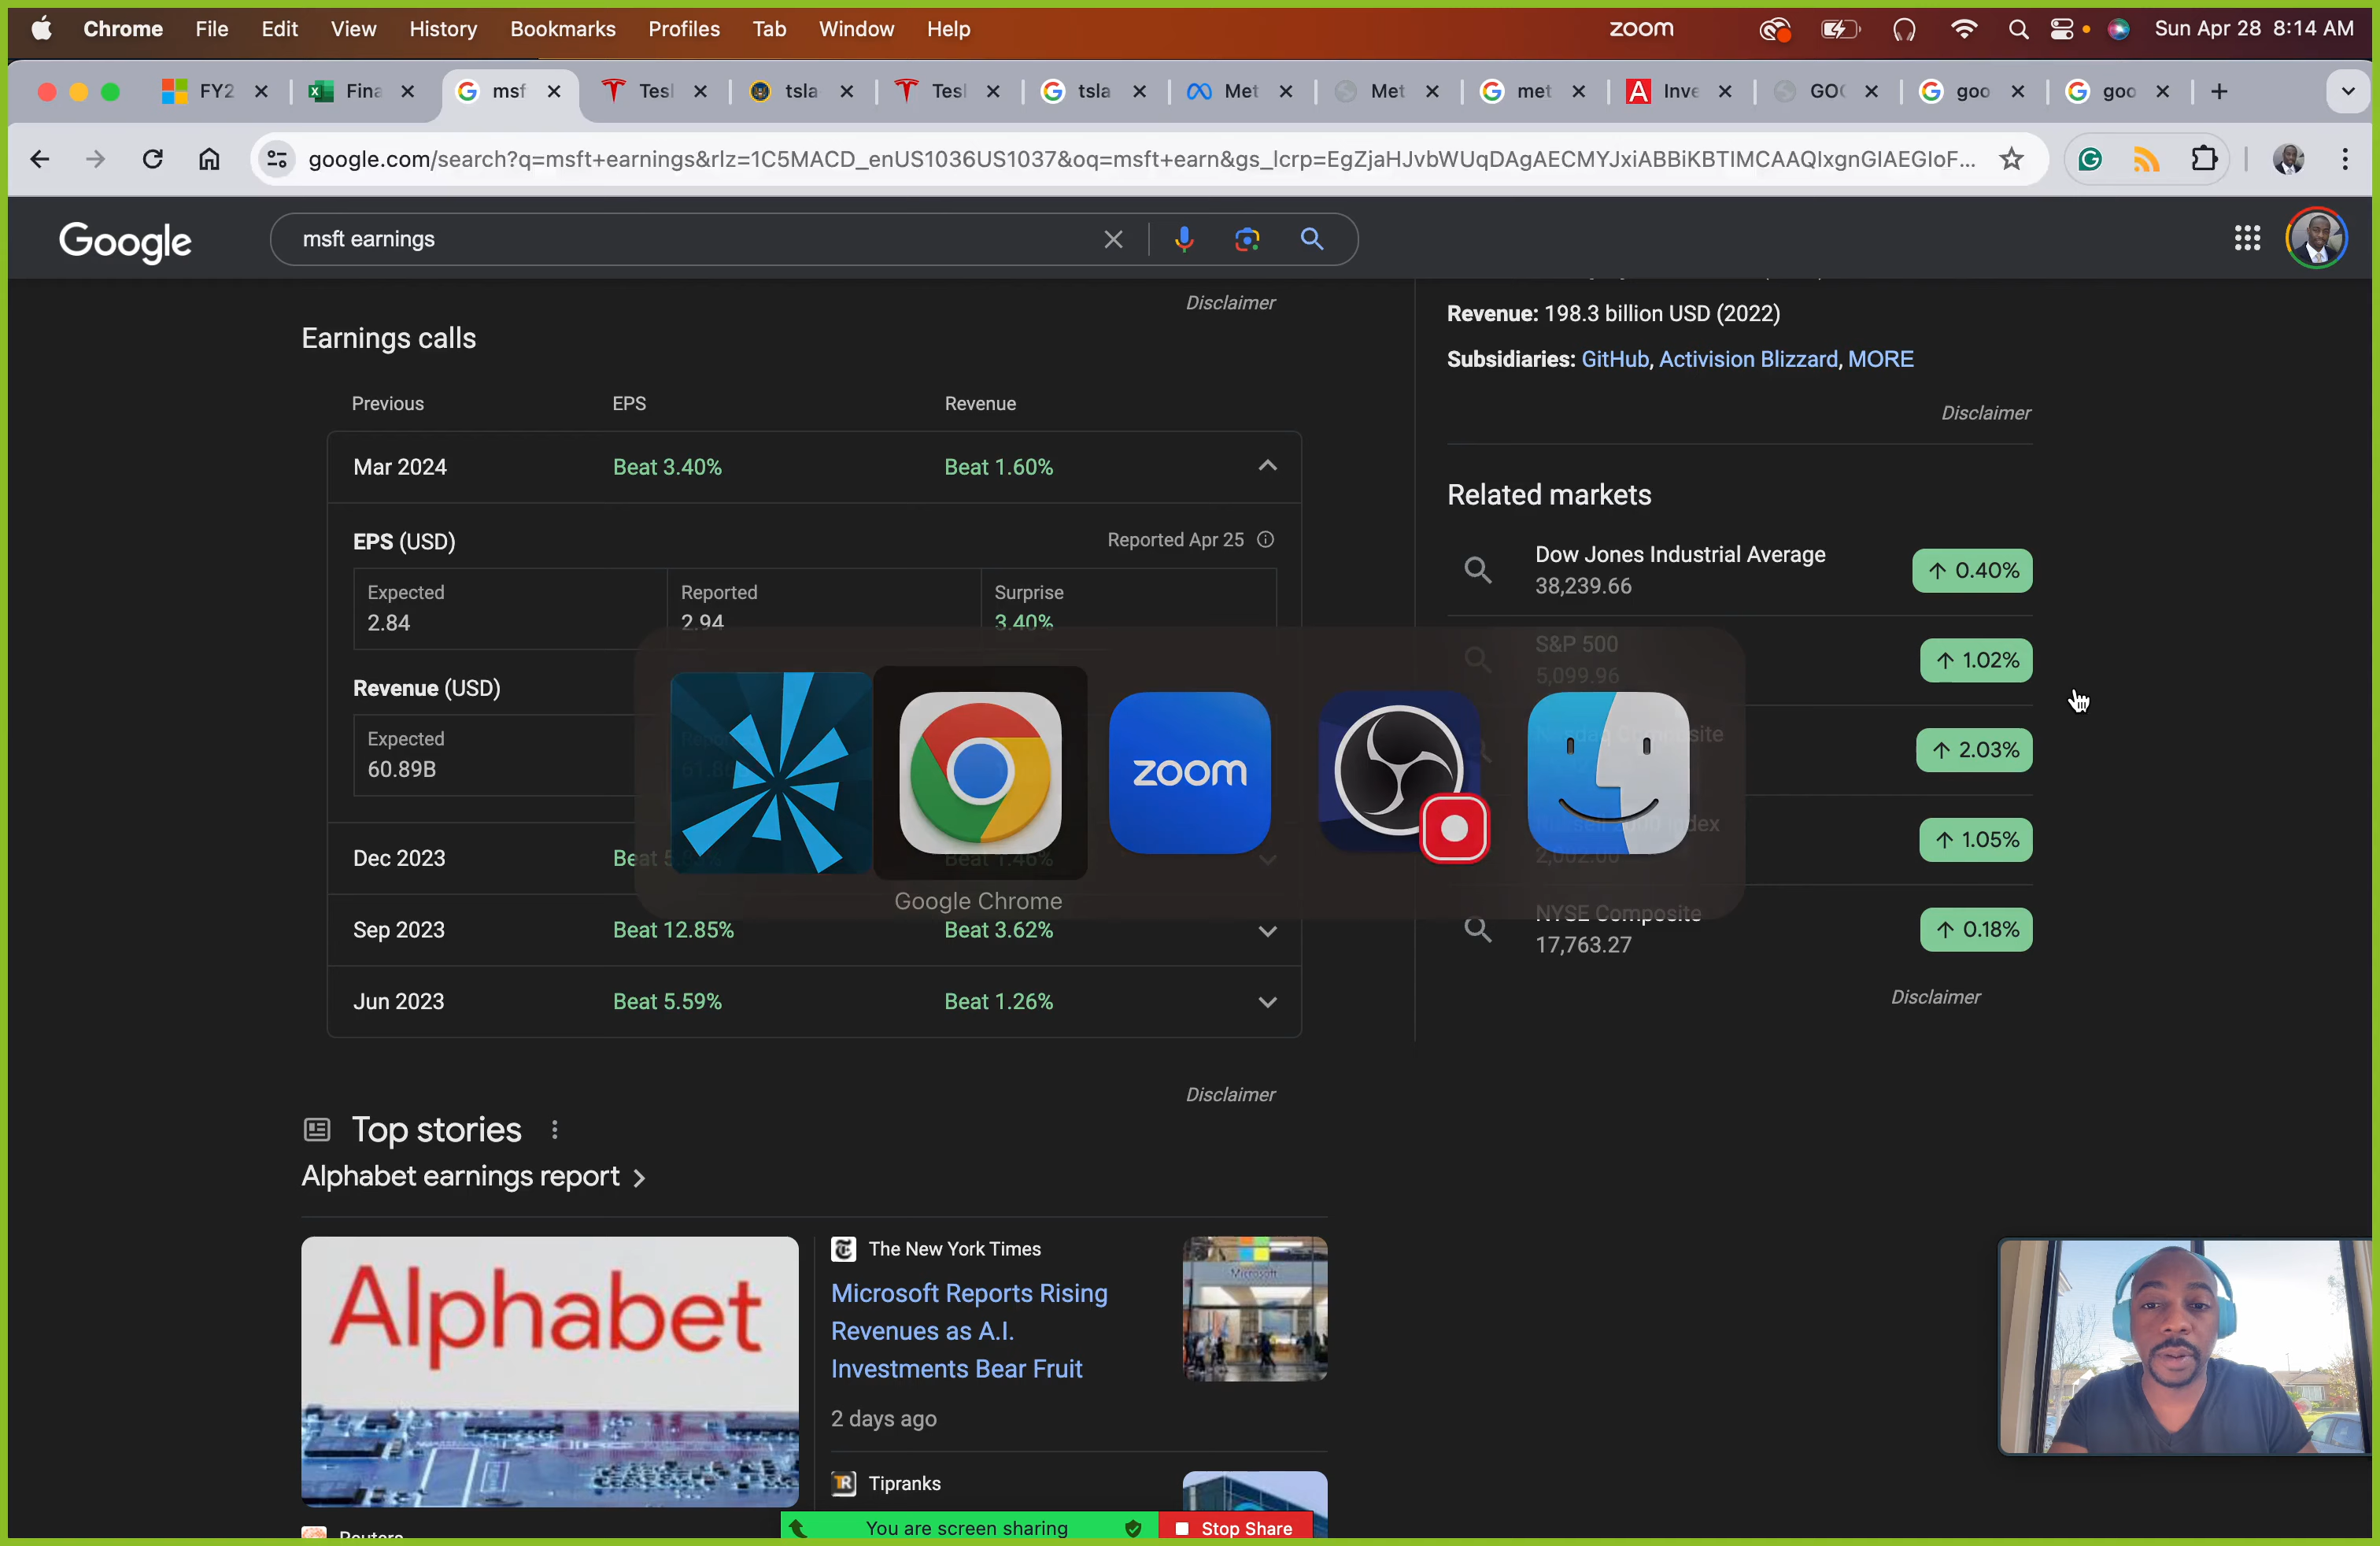 Chrome File Edit View History Bookmarks Profiles Tab Window Help
zoom
Sun Apr 28 8:14 AM
FY2
Fina
msf
Tesl
tsla
Tesl
tsla
Met
Met
met
Inve
GOO
goo
goo
google.com/search?q=msft+earnings&rlz=1C5MACD_enUS1036US1037&oq=msft+earn&gs_lcrp=EgZjaHJvbWUqDAgAECMYJxiABBiKBTIMCAAQIxgnGIAEGIoF...
Google
msft earnings
Disclaimer
Earnings calls
Previous EPS Revenue
Mar 2024 Beat 3.40% Beat 1.60%
EPS (USD) Reported Apr 25
Expected Reported Surprise
2.84 2.94 3.40%
Revenue (USD)
Expected
60.89B
Dec 2023 Beat 1.46%
Sep 2023 Beat 12.85% Beat 3.62%
Jun 2023 Beat 5.59% Beat 1.26%
Disclaimer
Revenue: 198.3 billion USD (2022)
Subsidiaries: GitHub, Activision Blizzard, MORE
Disclaimer
Related markets
Dow Jones Industrial Average
38,239.66
↑ 0.40%
S&P 500
5,099.96
↑ 1.02%
↑ 2.03%
↑ 1.05%
NYSE Composite
17,763.27
↑ 0.18%
Disclaimer
zoom
Google Chrome
Top stories
Alphabet earnings report
Alphabet
The New York Times
Microsoft Reports Rising
Revenues as A.I.
Investments Bear Fruit
2 days ago
Microsoft
Tipranks
Reuters
You are screen sharing
Stop Share